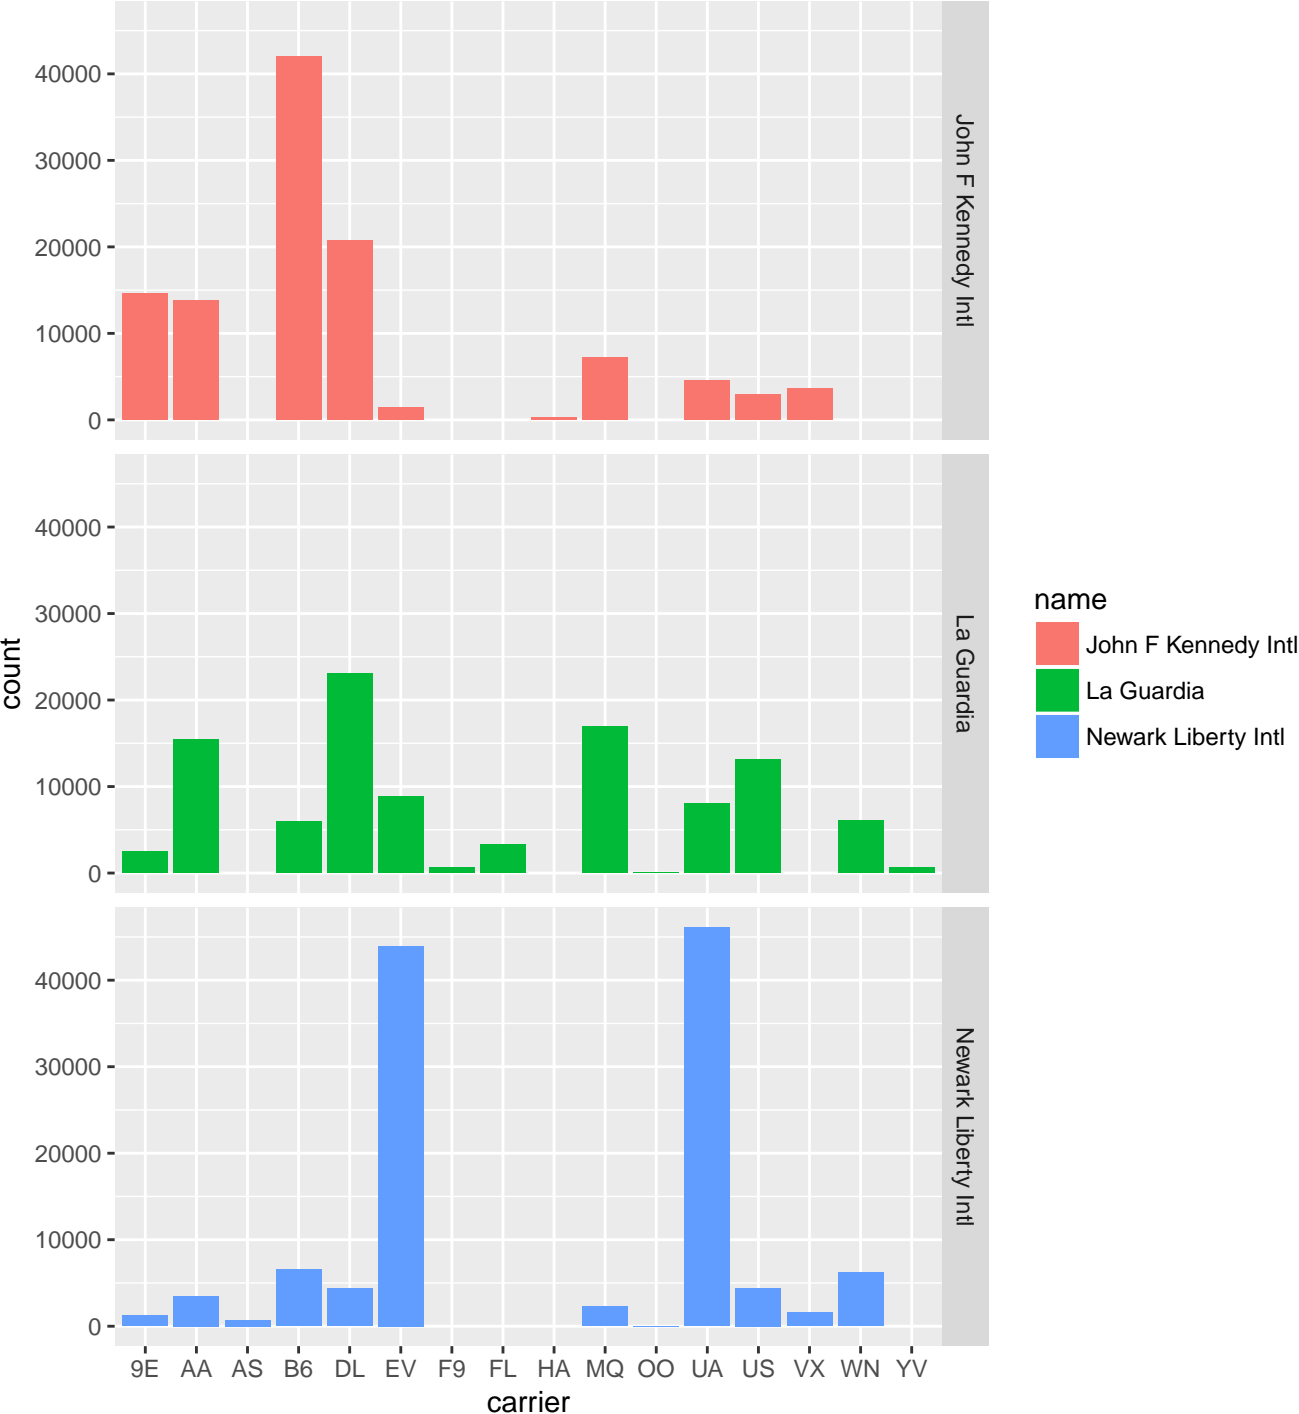 40000
30000
20000
10000
0
John F Kennedy Intl
40000
30000
20000
10000
0
La Guardia
40000
30000
20000
10000
0
Newark Liberty Intl
9E AA AS B6 DL EV F9 FL HA MQ OO UA US VX WN YV
carrier
count
name
John F Kennedy Intl
La Guardia
Newark Liberty Intl